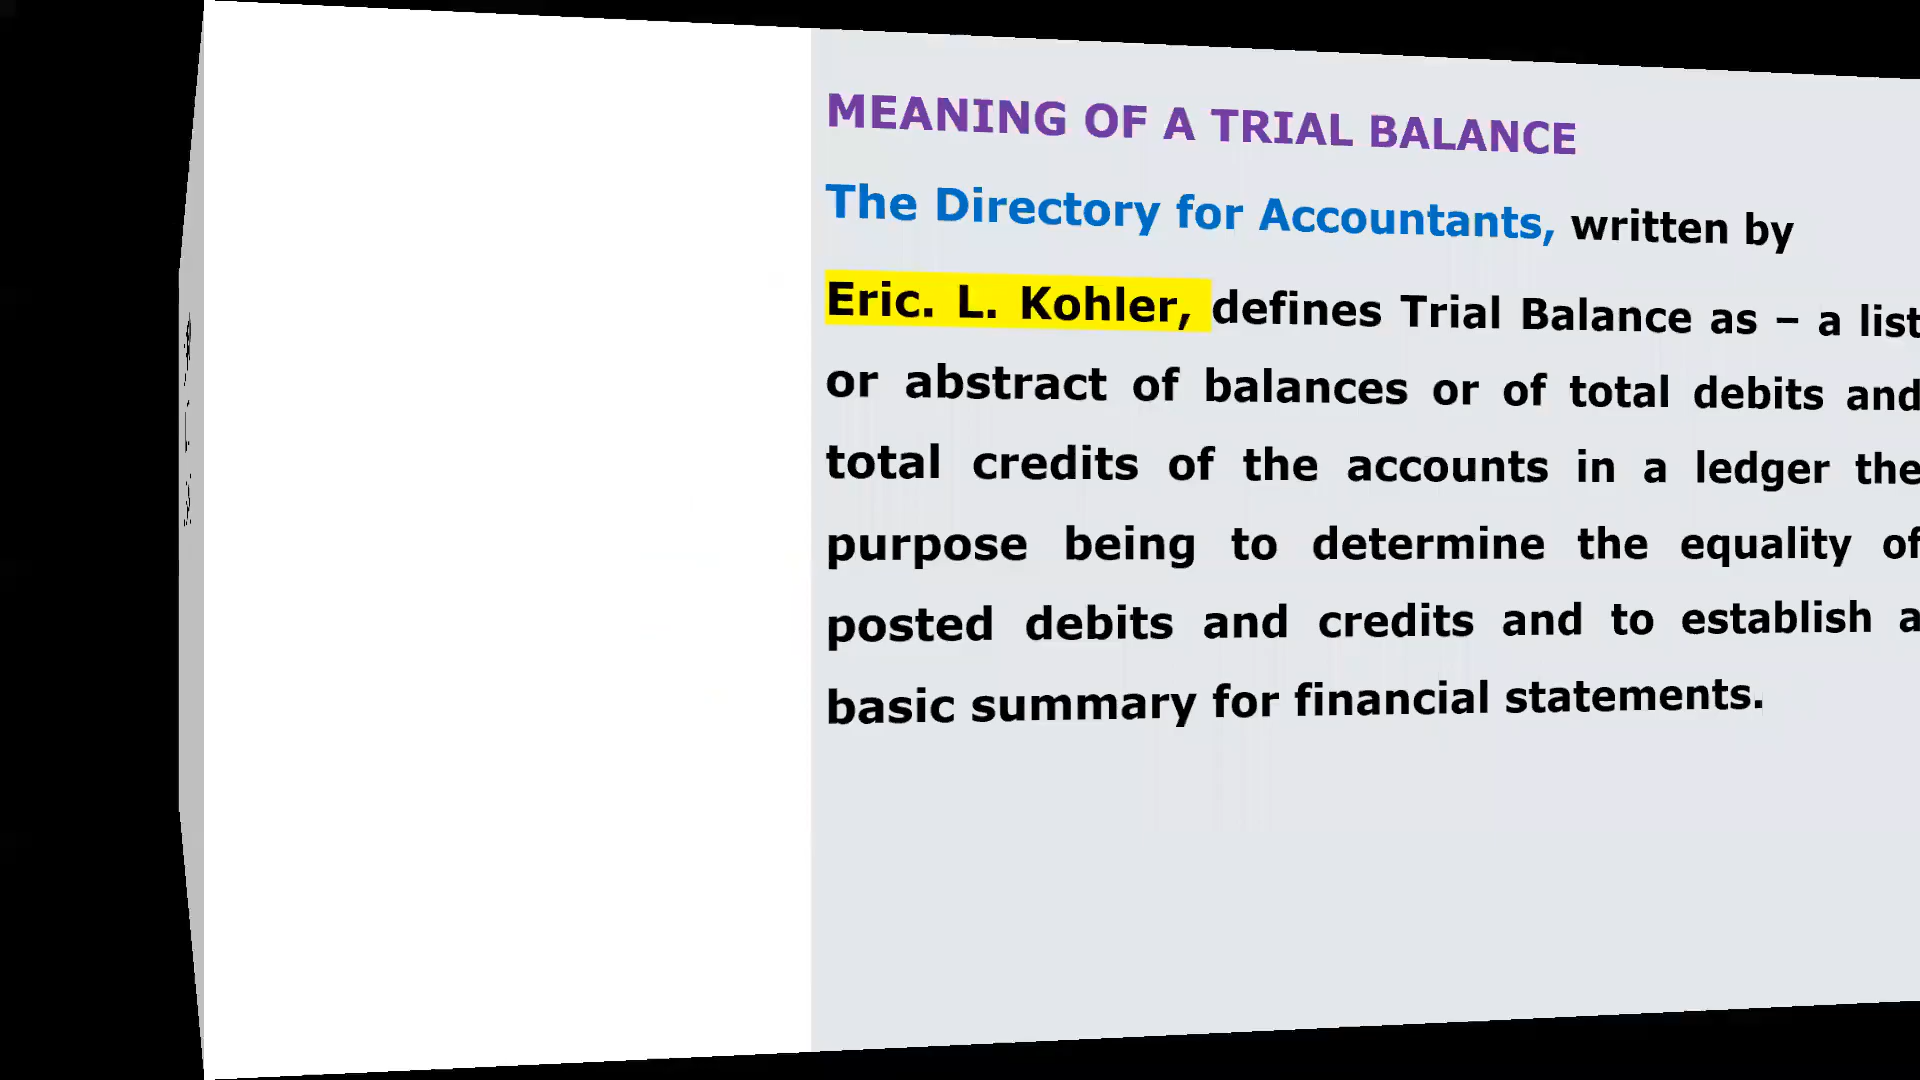 MEANING OF A TRIAL BALANCE
The Directory for Accountants, written by
Eric. L. Kohler, defines Trial Balance as – a list
or abstract of balances or of total debits and
total credits of the accounts in a ledger the
purpose being to determine the equality of
posted debits and credits and to establish a
basic summary for financial statements.